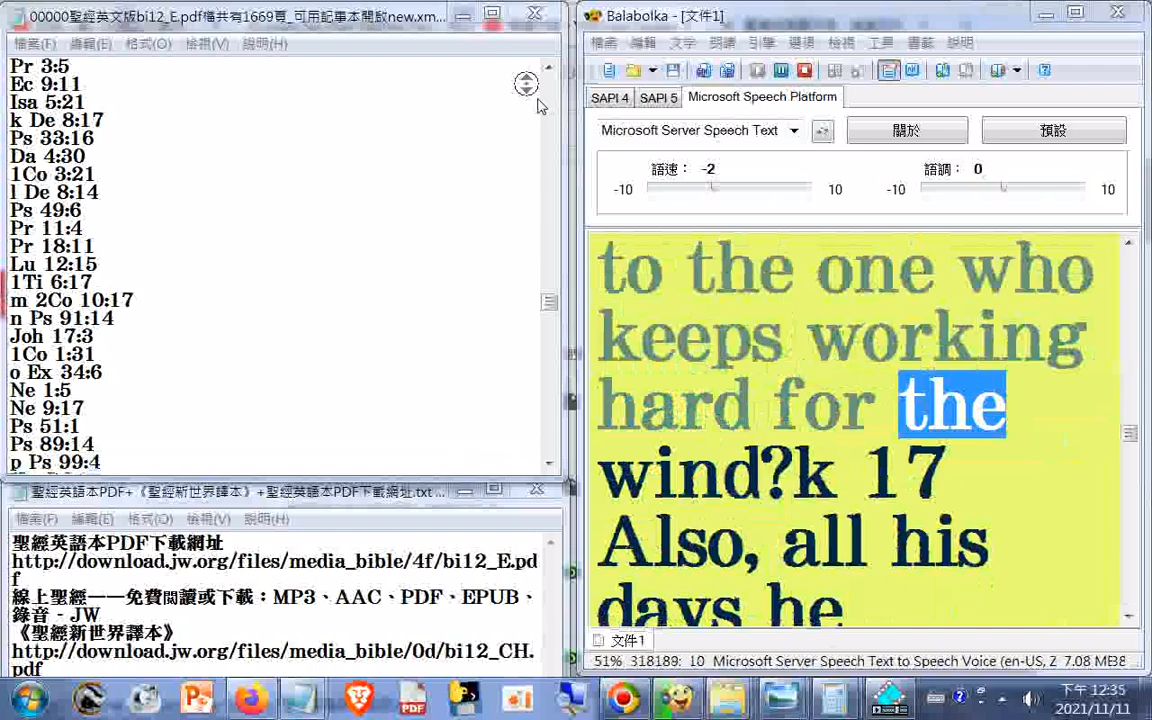 00000聖經英文版bi12_E.pdf檔共有1669頁_可用記事本開啟new.xm...
檔案(F) 編輯(E) 格式(O) 檢視(V) 說明(H)
Pr 3:5
Ec 9:11
Isa 5:21
k De 8:17
Ps 33:16
Da 4:30
1Co 3:21
l De 8:14
Ps 49:6
Pr 11:4
Pr 18:11
Lu 12:15
1Ti 6:17
m 2Co 10:17
n Ps 91:14
Joh 17:3
1Co 1:31
o Ex 34:6
Ne 1:5
Ne 9:17
Ps 51:1
Ps 89:14
p Ps 99:4
聖經英語本PDF+《聖經新世界譯本》+聖經英語本PDF下載網址.txt ...
檔案(F) 編輯(E) 格式(O) 檢視(V) 說明(H)
聖經英語本PDF下載網址
http://download.jw.org/files/media_bible/4f/bi12_E.pd
f
線上聖經──免費閱讀或下載：MP3、AAC、PDF、EPUB、
錄音 - JW
《聖經新世界譯本》
http://download.jw.org/files/media_bible/0d/bi12_CH.
pdf
Balabolka - [文件1]
檔案 編輯 文字 閱讀 引擎 選項 檢視 工具 書籤 說明
SAPI 4 SAPI 5 Microsoft Speech Platform
Microsoft Server Speech Text 關於 預設
語速： -2 語調： 0
-10 10 -10 10
to the one who
keeps working
hard for the
wind?k 17
Also, all his
days he
文件1
51% 318189: 10 Microsoft Server Speech Text to Speech Voice (en-US, Z 7.08 MB
下午 12:35
2021/11/11